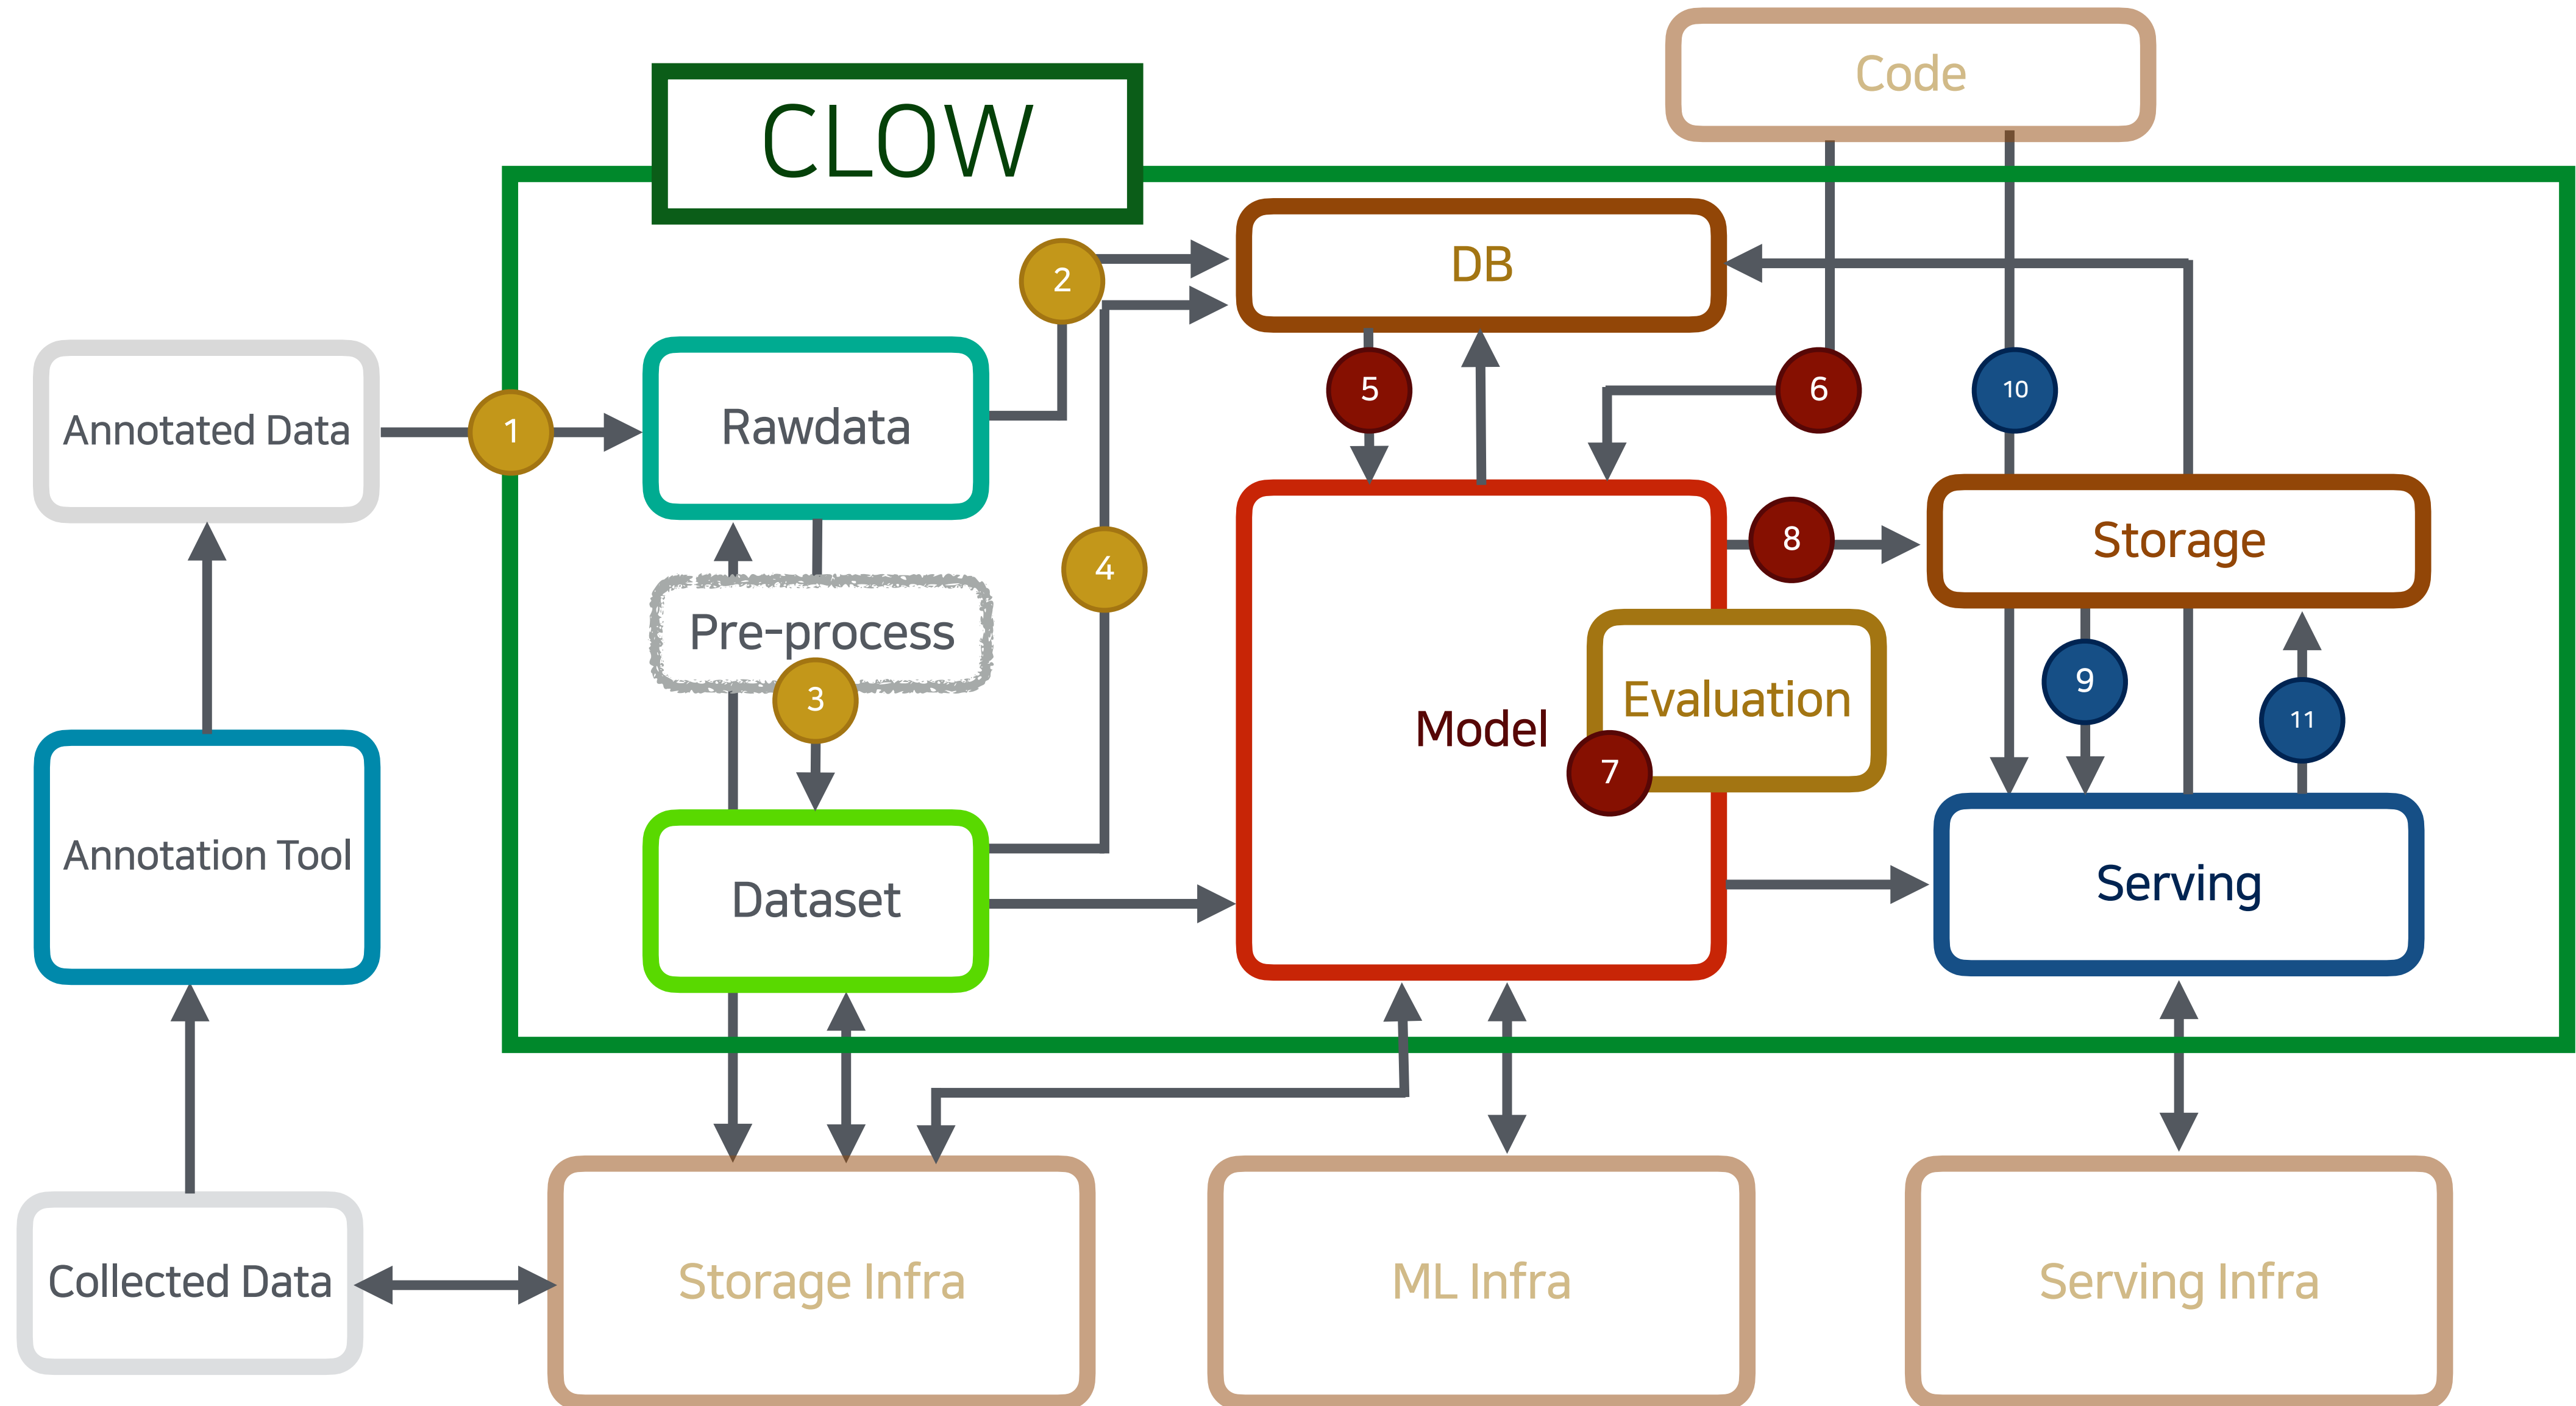 Code
CLOW
DB
2
Annotated Data
1
Rawdata
5
6
10
4
8
Storage
Pre-process
3
9
11
Evaluation
Model
7
Annotation Tool
Dataset
Serving
Collected Data
Storage Infra
ML Infra
Serving Infra